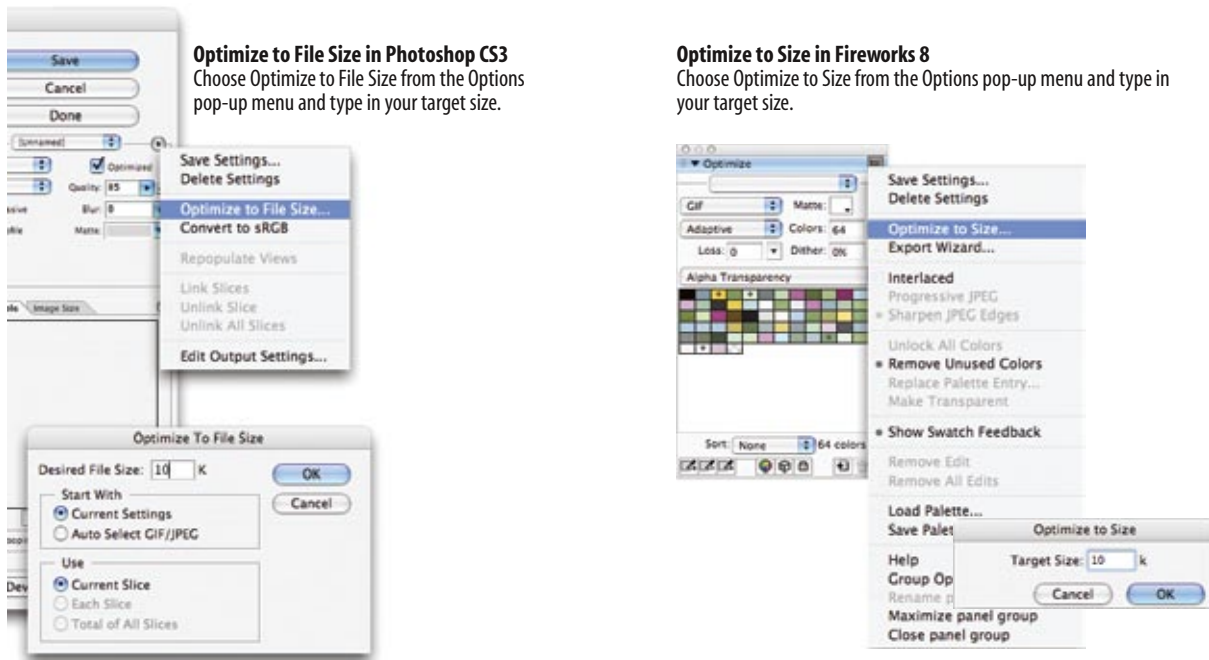 Optimize to File Size in Photoshop CS3
Choose Optimize to File Size from the Options
pop-up menu and type in your target size.
Save
Cancel
Done
[Unnamed]
Optimized
Quality: 85
Blur: 0
Matte:
Image Size
Save Settings...
Delete Settings
Optimize to File Size...
Convert to sRGB
Repopulate Views
Link Slices
Unlink Slice
Unlink All Slices
Edit Output Settings...
Optimize To File Size
Desired File Size: 10 K
OK
Cancel
Start With
Current Settings
Auto Select GIF/JPEG
Use
Current Slice
Each Slice
Total of All Slices
Dev
Optimize to Size in Fireworks 8
Choose Optimize to Size from the Options pop-up menu and type in
your target size.
Optimize
GIF
Matte:
Adaptive
Colors: 64
Loss: 0
Dither: 0%
Alpha Transparency
Sort: None
64 colors
Save Settings...
Delete Settings
Optimize to Size...
Export Wizard...
Interlaced
Progressive JPEG
Sharpen JPEG Edges
Unlock All Colors
Remove Unused Colors
Replace Palette Entry...
Make Transparent
Show Swatch Feedback
Remove Edit
Remove All Edits
Load Palette...
Save Palet
Help
Group Op
Rename p
Maximize panel group
Close panel group
Optimize to Size
Target Size: 10 k
Cancel
OK